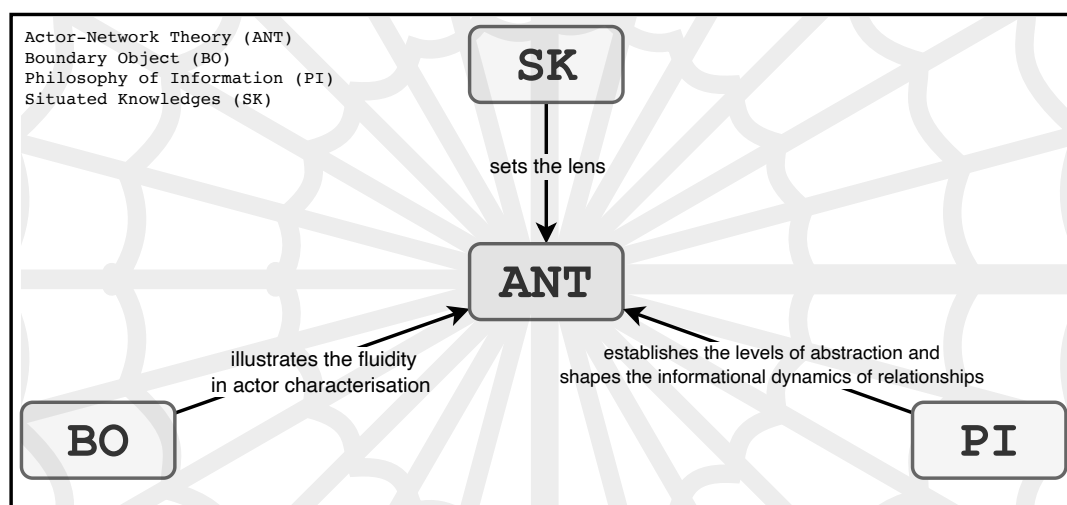 Actor-Network Theory (ANT)
Boundary Object (BO)
Philosophy of Information (PI)
Situated Knowledges (SK)
SK
sets the lens
ANT
illustrates the fluidity
in actor characterisation
establishes the levels of abstraction and
shapes the informational dynamics of relationships
BO
PI